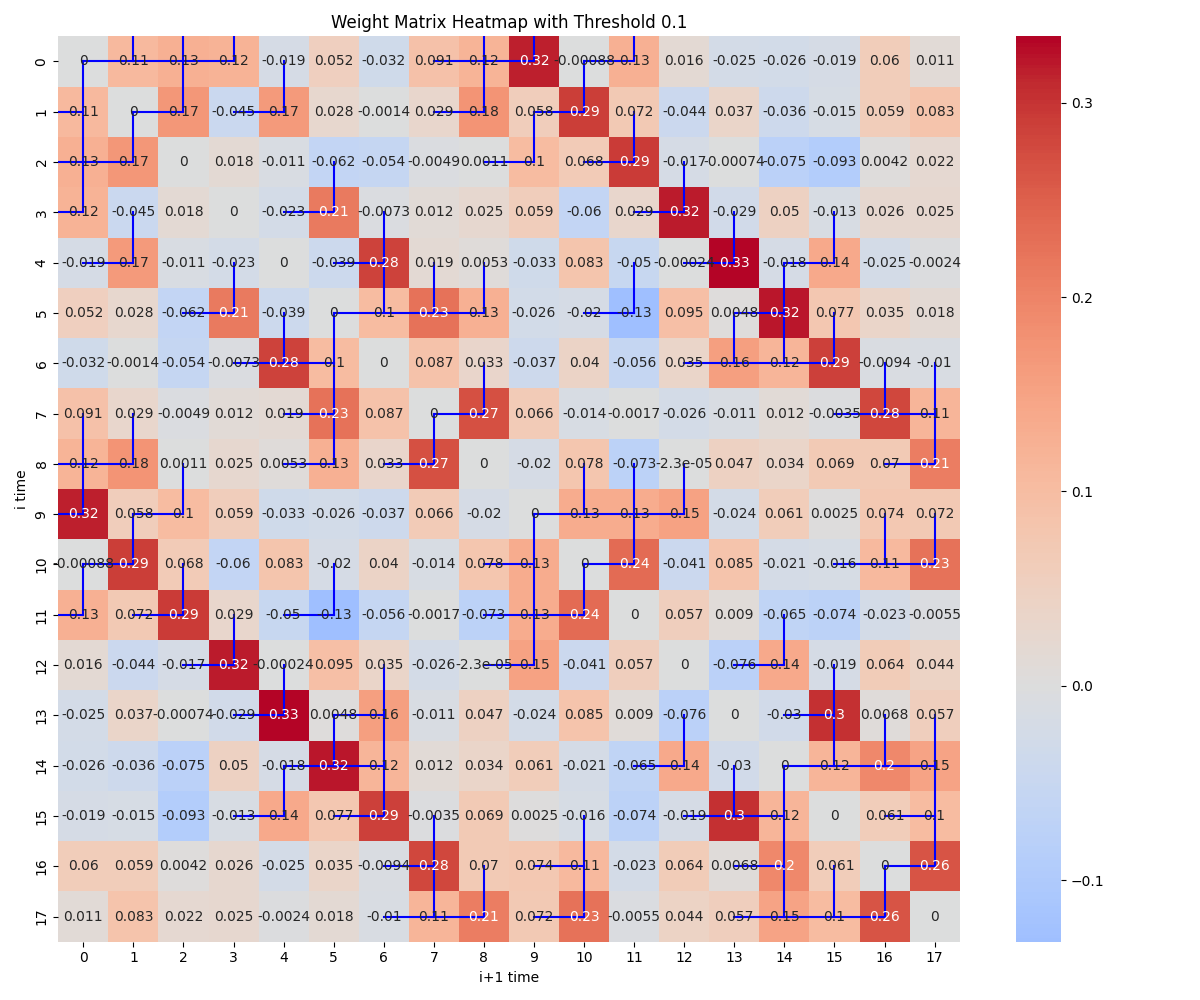 Weight Matrix Heatmap with Threshold 0.1
0 0 0.11 0.13 0.12 -0.019 0.052 -0.032 0.091 0.12 0.32 -0.00088 0.13 0.016 -0.025 -0.026 -0.019 0.06 0.011
1 0.11 0 0.17 -0.045 0.17 0.028 -0.0014 0.029 0.18 0.058 0.29 0.072 -0.044 0.037 -0.036 -0.015 0.059 0.083
2 0.13 0.17 0 0.018 -0.011 -0.062 -0.054 -0.0049 0.0011 0.1 0.068 0.29 -0.017 -0.00074 -0.075 -0.093 0.0042 0.022
3 0.12 -0.045 0.018 0 -0.023 0.21 -0.0073 0.012 0.025 0.059 -0.06 0.029 0.32 -0.029 0.05 -0.013 0.026 0.025
4 -0.019 0.17 -0.011 -0.023 0 -0.039 0.28 0.019 0.0053 -0.033 0.083 -0.05 -0.00024 0.33 -0.018 0.14 -0.025 -0.0024
5 0.052 0.028 -0.062 0.21 -0.039 0 0.1 0.23 0.13 -0.026 -0.02 -0.13 0.095 0.0048 0.32 0.077 0.035 0.018
6 -0.032 -0.0014 -0.054 -0.0073 0.28 0.1 0 0.087 0.033 -0.037 0.04 -0.056 0.035 0.16 0.12 0.29 -0.0094 -0.01
7 0.091 0.029 -0.0049 0.012 0.019 0.23 0.087 0 0.27 0.066 -0.014 -0.0017 -0.026 -0.011 0.012 -0.0035 0.28 0.11
8 0.12 0.18 0.0011 0.025 0.0053 0.13 0.033 0.27 0 -0.02 0.078 -0.073 -2.3e-05 0.047 0.034 0.069 0.07 0.21
9 0.32 0.058 0.1 0.059 -0.033 -0.026 -0.037 0.066 -0.02 0 0.13 0.13 0.15 -0.024 0.061 0.0025 0.074 0.072
10 -0.00088 0.29 0.068 -0.06 0.083 -0.02 0.04 -0.014 0.078 0.13 0 0.24 -0.041 0.085 -0.021 -0.016 0.11 0.23
11 0.13 0.072 0.29 0.029 -0.05 -0.13 -0.056 -0.0017 -0.073 0.13 0.24 0 0.057 0.009 -0.065 -0.074 -0.023 -0.0055
12 0.016 -0.044 -0.017 0.32 -0.00024 0.095 0.035 -0.026 -2.3e-05 0.15 -0.041 0.057 0 -0.076 0.14 -0.019 0.064 0.044
13 -0.025 0.037 -0.00074 -0.029 0.33 0.0048 0.16 -0.011 0.047 -0.024 0.085 0.009 -0.076 0 -0.03 0.3 0.0068 0.057
14 -0.026 -0.036 -0.075 0.05 -0.018 0.32 0.12 0.012 0.034 0.061 -0.021 -0.065 0.14 -0.03 0 0.12 0.2 0.15
15 -0.019 -0.015 -0.093 -0.013 0.14 0.077 0.29 -0.0035 0.069 0.0025 -0.016 -0.074 -0.019 0.3 0.12 0 0.061 0.1
16 0.06 0.059 0.0042 0.026 -0.025 0.035 -0.0094 0.28 0.07 0.074 0.11 -0.023 0.064 0.0068 0.2 0.061 0 0.26
17 0.011 0.083 0.022 0.025 -0.0024 0.018 -0.01 0.11 0.21 0.072 0.23 -0.0055 0.044 0.057 0.15 0.1 0.26 0
0 1 2 3 4 5 6 7 8 9 10 11 12 13 14 15 16 17
i+1 time
i time
0.3
0.2
0.1
0.0
−0.1